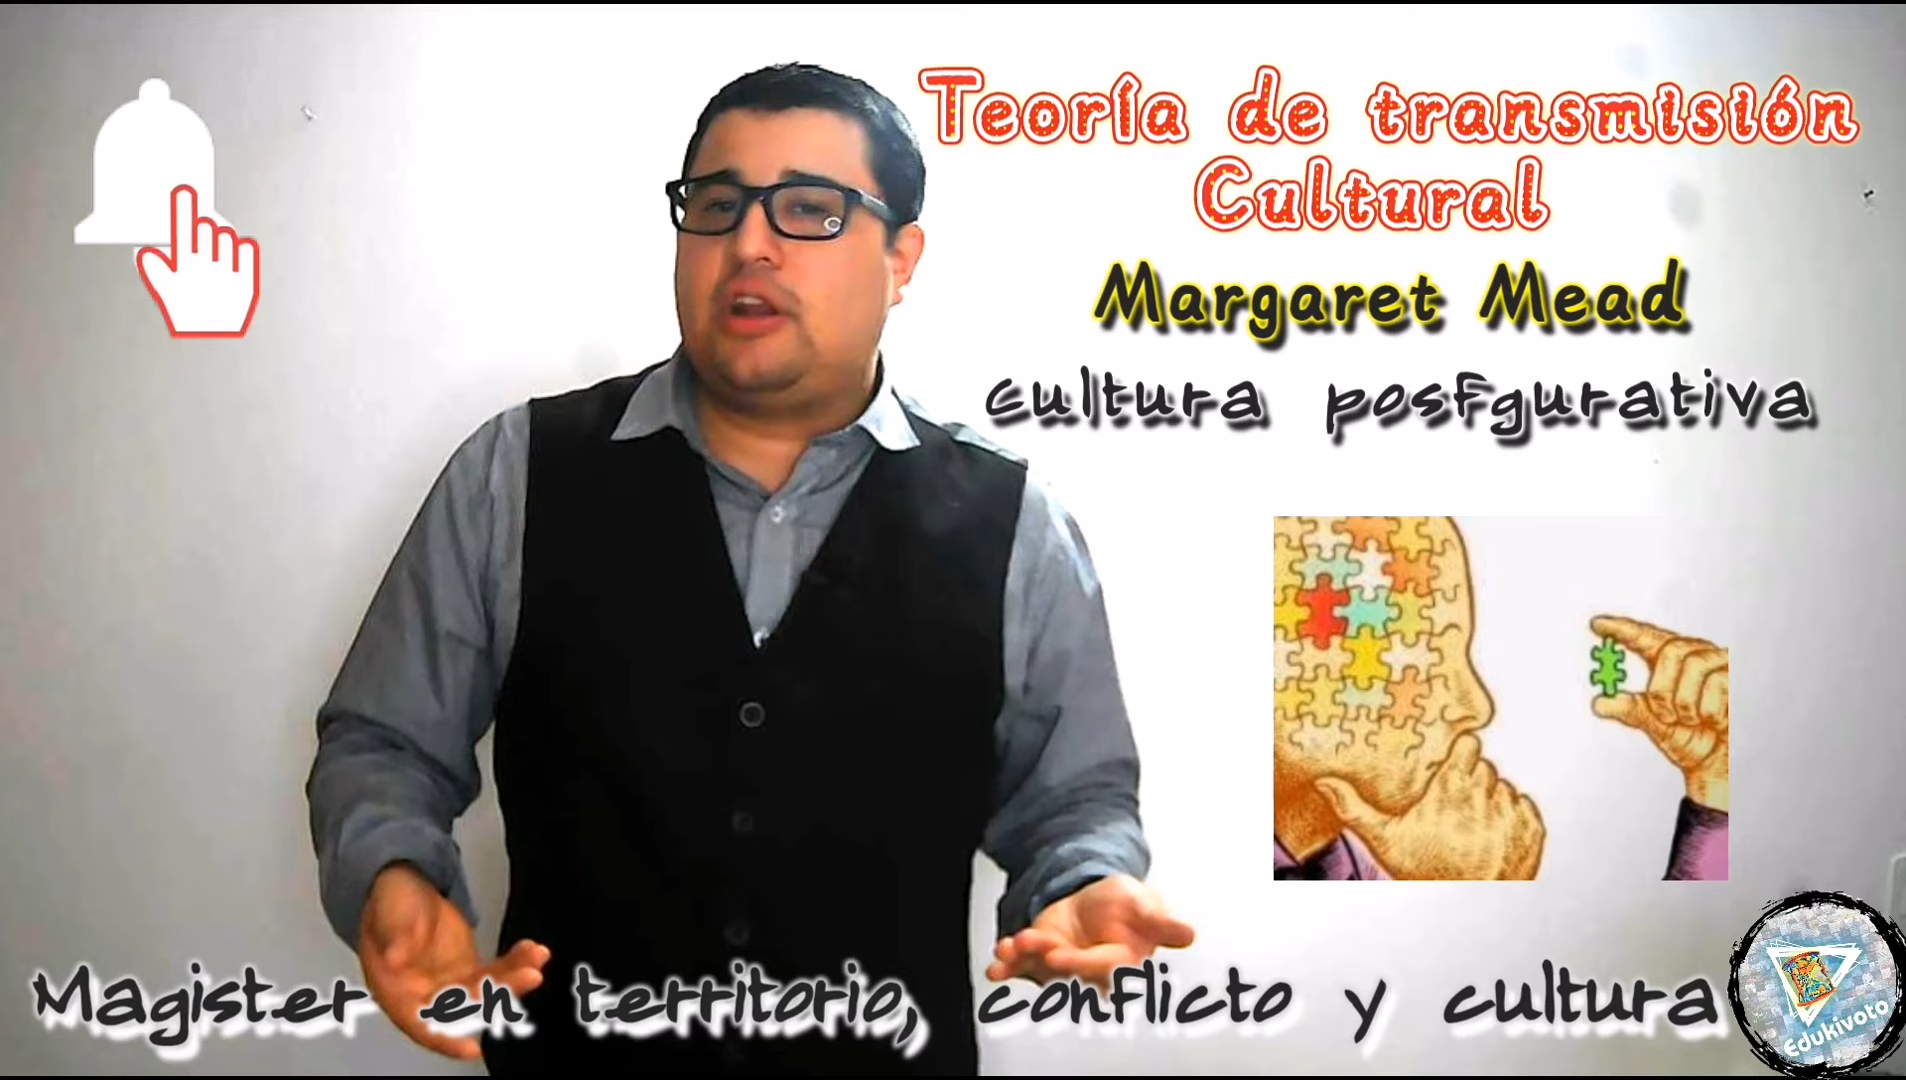 Teoría de transmisión
Cultural
Margaret Mead
cultura posfgurativa
Magister en territorio, conflicto y cultura
Edukivoto